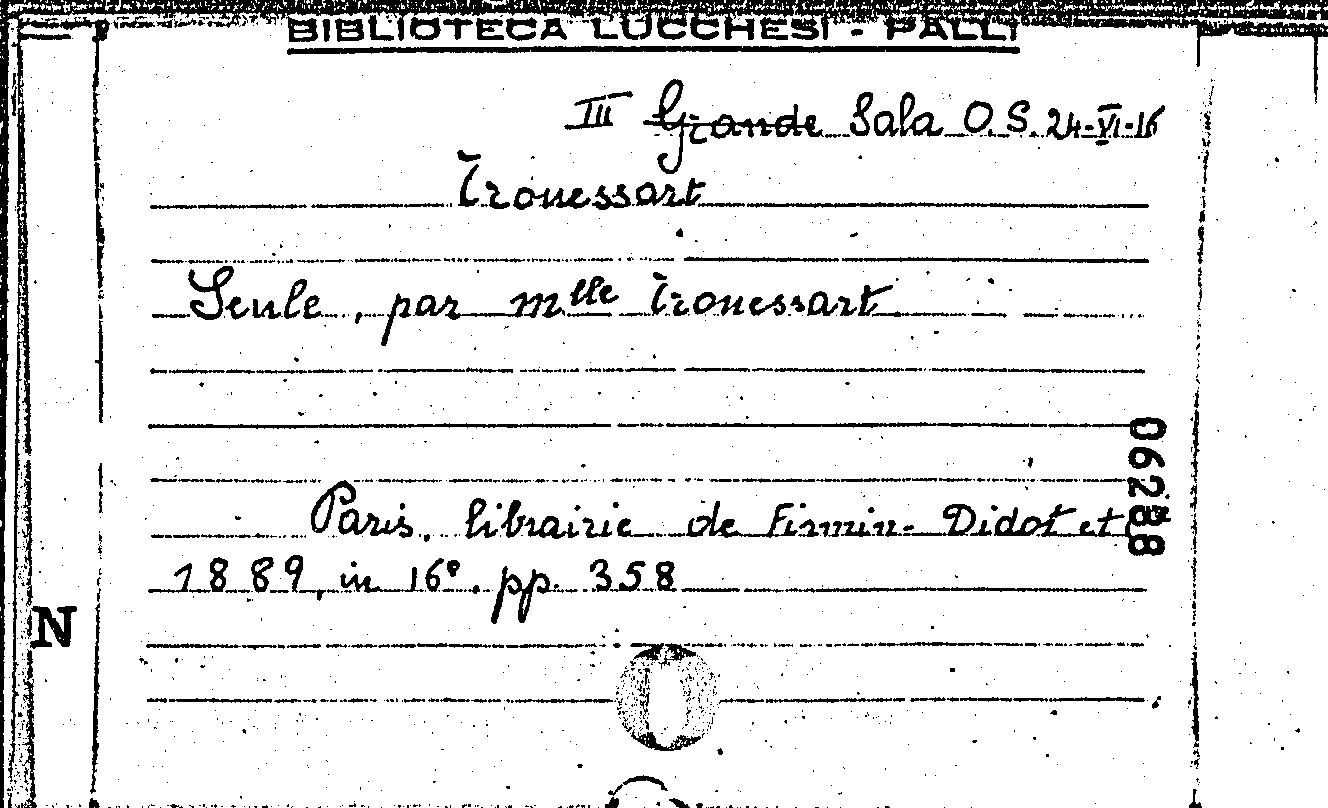 BIBLIOTECA LUCCHESI - PALLI
III Grande Sala O. S. 24-VI-16
Trouessart
Seule, par Mlle Trouessart
Paris, librairie de Firmin-Didot et
1889, in 16°. pp. 358
06288
N